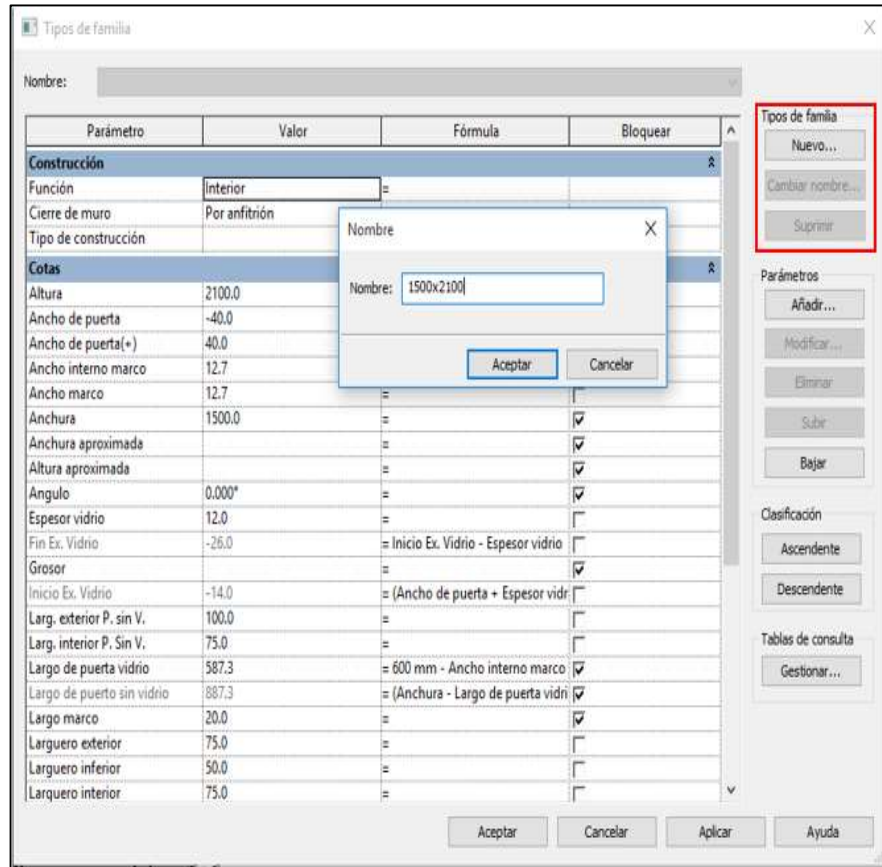 Tipos de familia
Nombre:
Parámetro Valor Fórmula Bloquear
Construcción
Función Interior =
Cierre de muro Por anfitrión
Tipo de construcción
Cotas
Altura 2100.0
Ancho de puerta -40.0
Ancho de puerta(+) 40.0
Ancho interno marco 12.7
Ancho marco 12.7 =
Anchura 1500.0 =
Anchura aproximada =
Altura aproximada =
Angulo 0.000° =
Espesor vidrio 12.0 =
Fin Ex. Vidrio -26.0 = Inicio Ex. Vidrio - Espesor vidrio
Grosor =
Inicio Ex. Vidrio -14.0 = (Ancho de puerta + Espesor vidr
Larg. exterior P. sin V. 100.0 =
Larg. interior P. Sin V. 75.0 =
Largo de puerta vidrio 587.3 = 600 mm - Ancho interno marco
Largo de puerto sin vidrio 887.3 = (Anchura - Largo de puerta vidri
Largo marco 20.0 =
Larguero exterior 75.0 =
Larguero inferior 50.0 =
Larguero interior 75.0 =
Nombre
Nombre: 1500x2100
Aceptar Cancelar
Tipos de familia
Nuevo...
Cambiar nombre...
Suprimir
Parámetros
Añadir...
Modificar...
Eliminar
Subir
Bajar
Clasificación
Ascendente
Descendente
Tablas de consulta
Gestionar...
Aceptar Cancelar Aplicar Ayuda